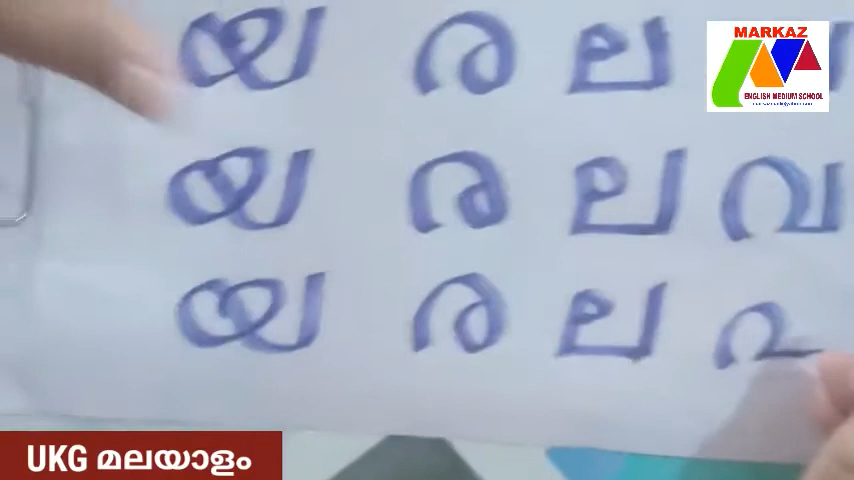 യ ര ല
യ ര ല വ
യ ര ല വ
MARKAZ
ENGLISH MEDIUM SCHOOL
UKG മലയാളം